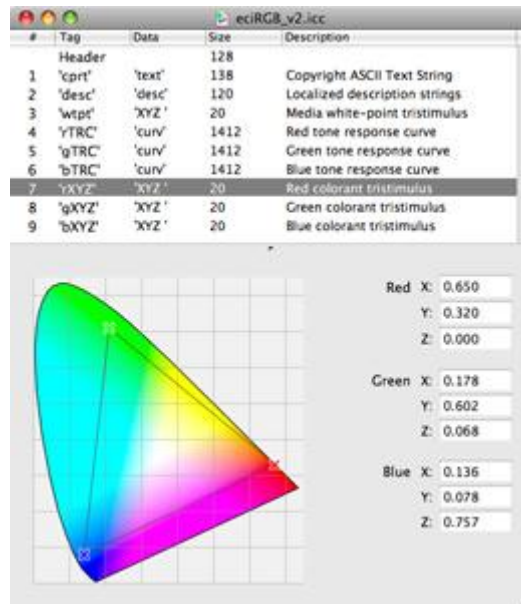 eciRGB_v2.icc
# Tag Data Size Description
Header 128
1 'cprt' 'text' 138 Copyright ASCII Text String
2 'desc' 'desc' 120 Localized description strings
3 'wtpt' 'XYZ ' 20 Media white-point tristimulus
4 'rTRC' 'curv' 1412 Red tone response curve
5 'gTRC' 'curv' 1412 Green tone response curve
6 'bTRC' 'curv' 1412 Blue tone response curve
7 'rXYZ' 'XYZ ' 20 Red colorant tristimulus
8 'gXYZ' 'XYZ ' 20 Green colorant tristimulus
9 'bXYZ' 'XYZ ' 20 Blue colorant tristimulus
Red X: 0.650
Y: 0.320
Z: 0.000
Green X: 0.178
Y: 0.602
Z: 0.068
Blue X: 0.136
Y: 0.078
Z: 0.757